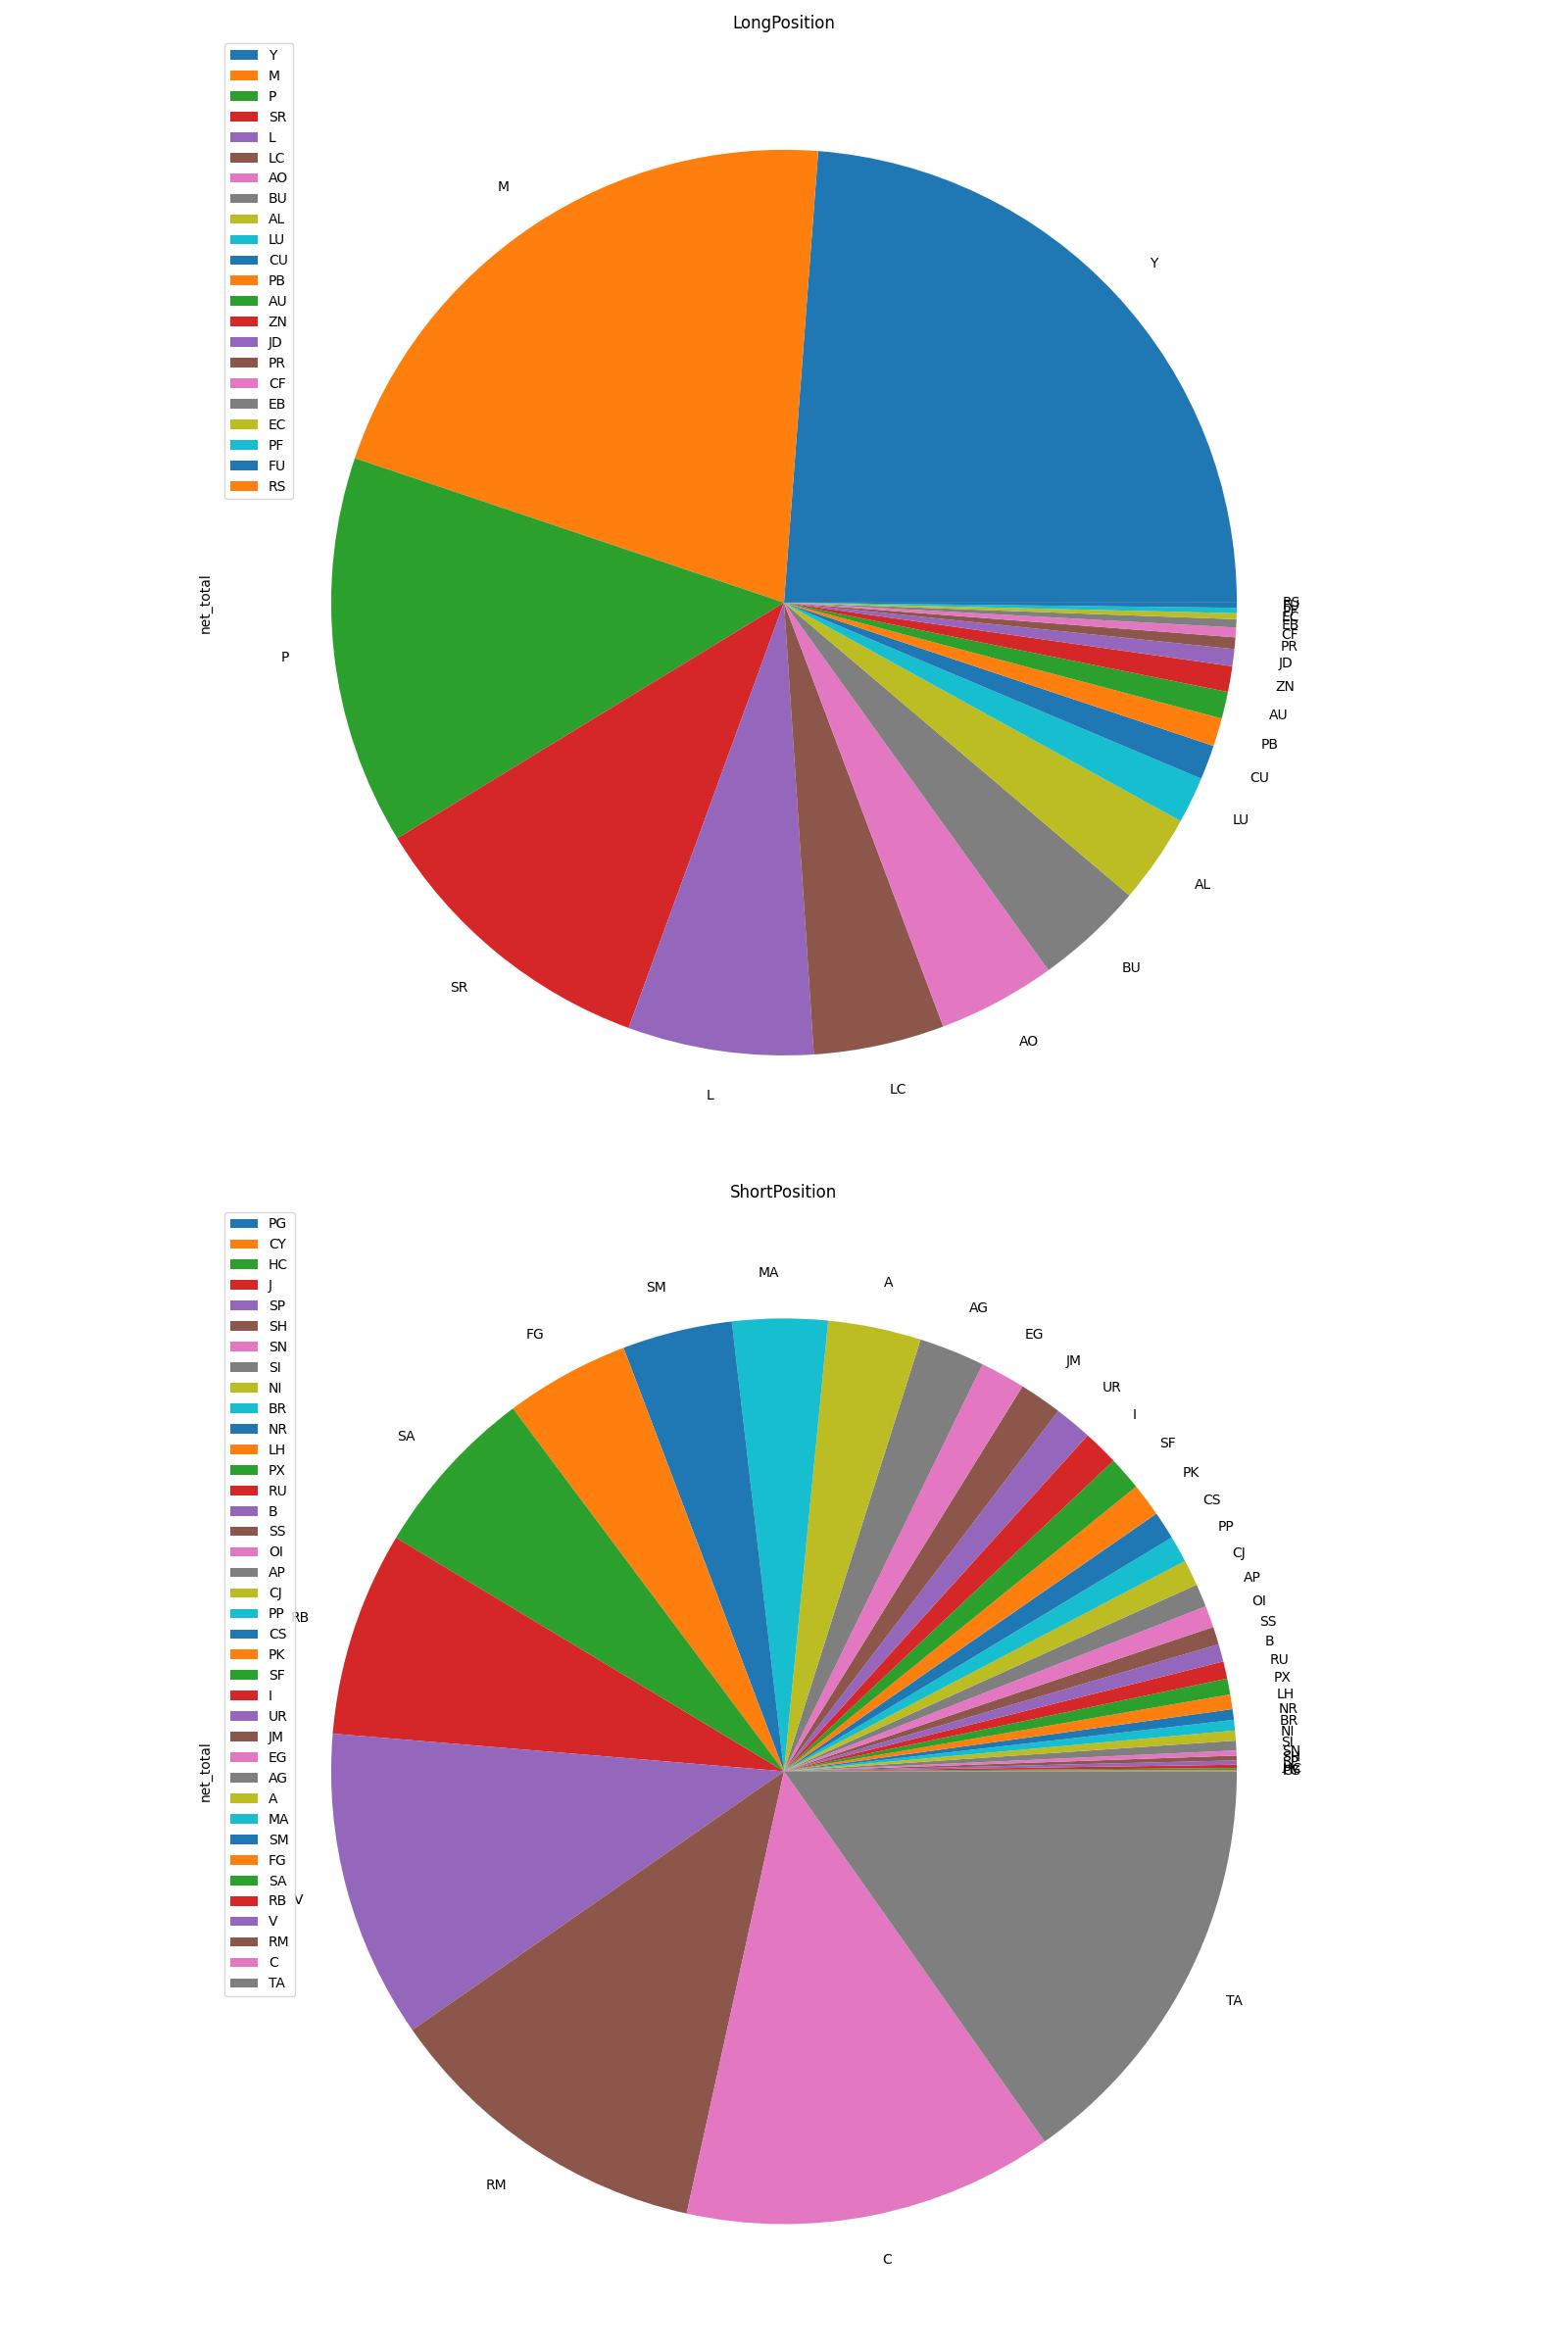 LongPosition
Y
M
P
SR
L
LC
AO
BU
AL
LU
CU
PB
AU
ZN
JD
PR
CF
EB
EC
PF
FU
RS
net_total
Y
M
P
SR
L
LC
AO
BU
AL
LU
CU
PB
AU
ZN
JD
PR
CF
ShortPosition
PG
CY
HC
J
SP
SH
SN
SI
NI
BR
NR
LH
PX
RU
B
SS
OI
AP
CJ
PP
CS
PK
SF
I
UR
JM
EG
AG
A
MA
SM
FG
SA
RB
V
RM
C
TA
net_total
NI
BR
NR
LH
PX
RU
B
SS
OI
AP
CJ
PP
CS
PK
SF
I
UR
JM
EG
AG
A
MA
SM
FG
SA
RB
V
RM
C
TA